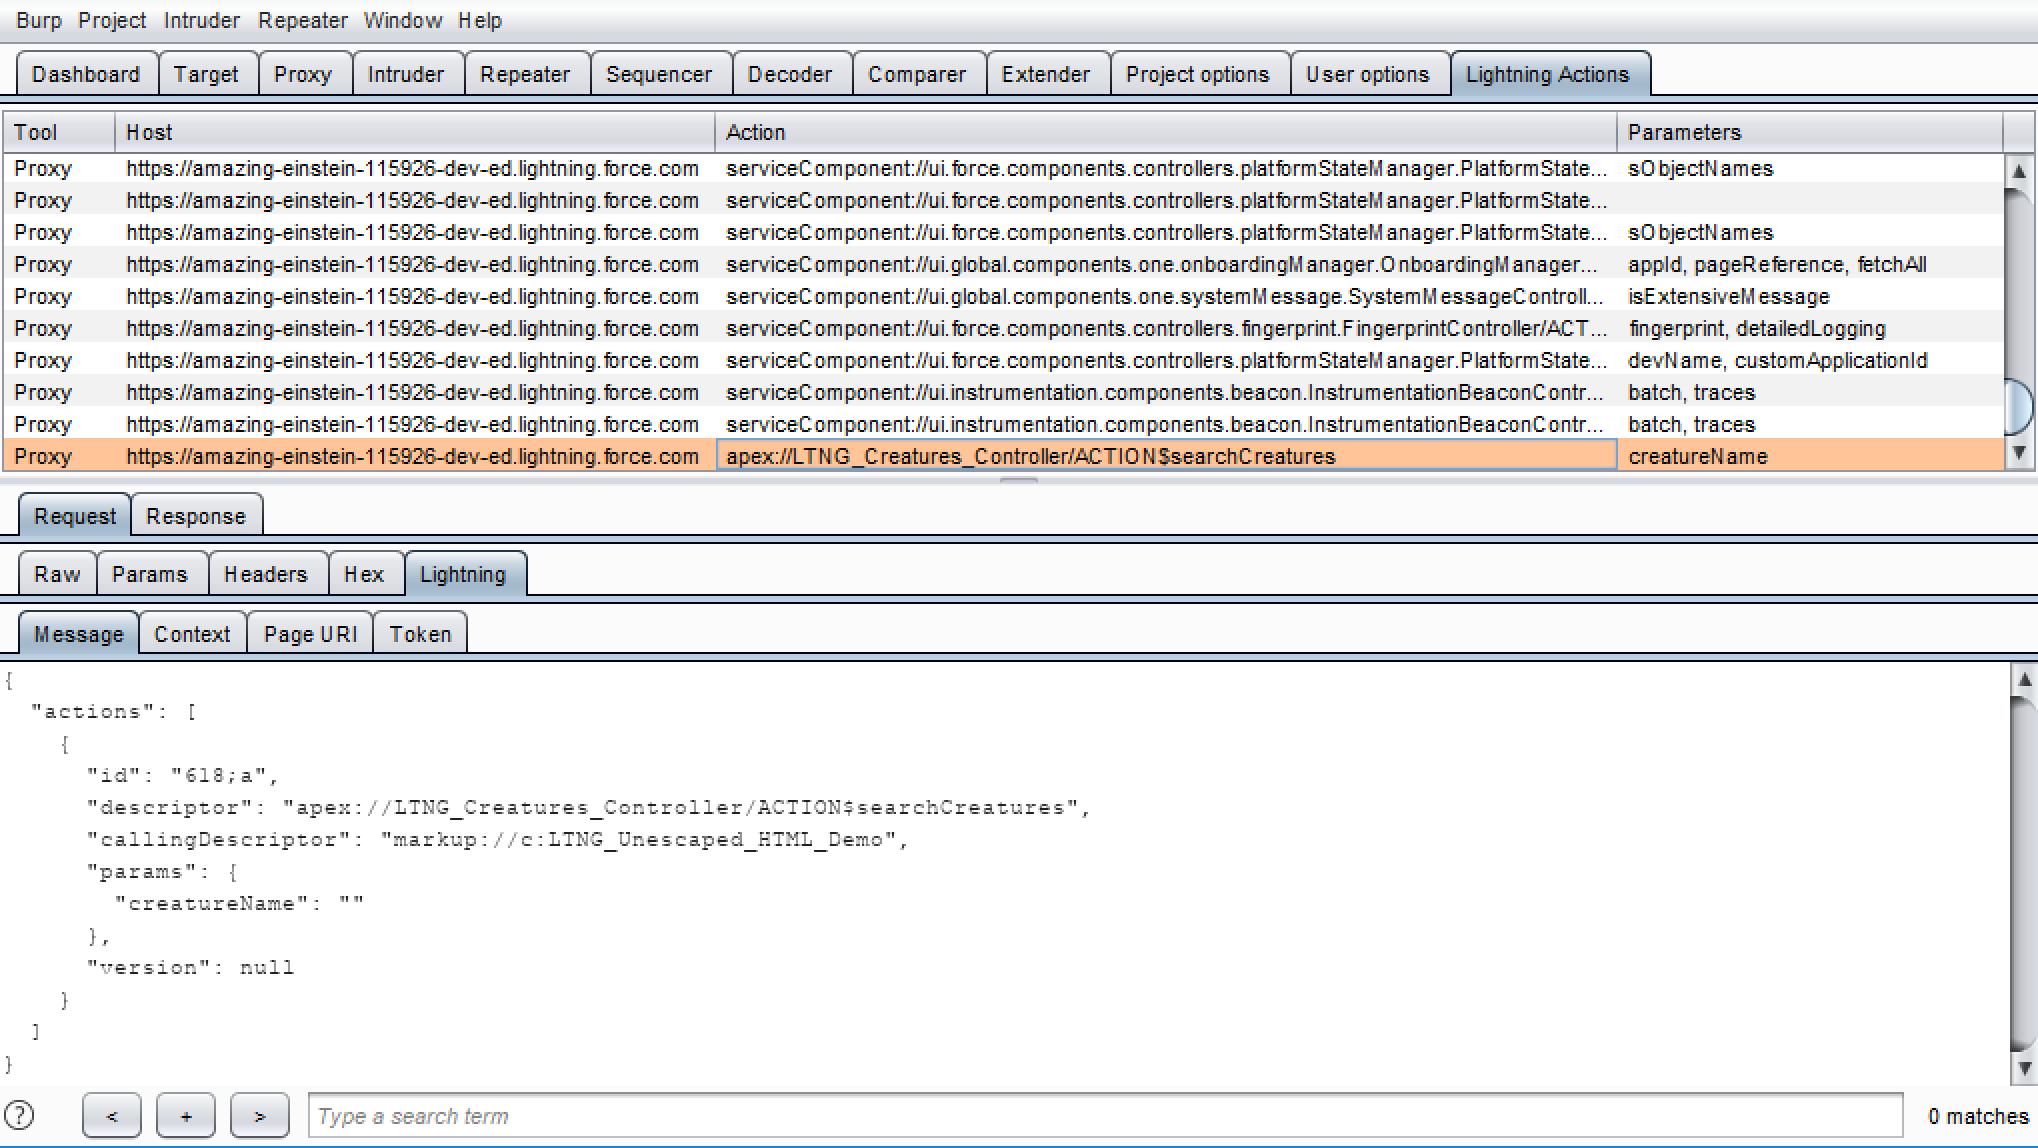 Burp Project Intruder Repeater Window Help
Dashboard Target Proxy Intruder Repeater Sequencer Decoder Comparer Extender Project options User options Lightning Actions
Tool Host Action Parameters
Proxy https://amazing-einstein-115926-dev-ed.lightning.force.com serviceComponent://ui.force.components.controllers.platformStateManager.PlatformState... sObjectNames
Proxy https://amazing-einstein-115926-dev-ed.lightning.force.com serviceComponent://ui.force.components.controllers.platformStateManager.PlatformState...
Proxy https://amazing-einstein-115926-dev-ed.lightning.force.com serviceComponent://ui.force.components.controllers.platformStateManager.PlatformState... sObjectNames
Proxy https://amazing-einstein-115926-dev-ed.lightning.force.com serviceComponent://ui.global.components.one.onboardingManager.OnboardingManager... appId, pageReference, fetchAll
Proxy https://amazing-einstein-115926-dev-ed.lightning.force.com serviceComponent://ui.global.components.one.systemMessage.SystemMessageControll... isExtensiveMessage
Proxy https://amazing-einstein-115926-dev-ed.lightning.force.com serviceComponent://ui.force.components.controllers.fingerprint.FingerprintController/ACT... fingerprint, detailedLogging
Proxy https://amazing-einstein-115926-dev-ed.lightning.force.com serviceComponent://ui.force.components.controllers.platformStateManager.PlatformState... devName, customApplicationId
Proxy https://amazing-einstein-115926-dev-ed.lightning.force.com serviceComponent://ui.instrumentation.components.beacon.InstrumentationBeaconContr... batch, traces
Proxy https://amazing-einstein-115926-dev-ed.lightning.force.com serviceComponent://ui.instrumentation.components.beacon.InstrumentationBeaconContr... batch, traces
Proxy https://amazing-einstein-115926-dev-ed.lightning.force.com apex://LTNG_Creatures_Controller/ACTION$searchCreatures creatureName
Request Response
Raw Params Headers Hex Lightning
Message Context Page URI Token
{
"actions": [
{
"id": "618;a",
"descriptor": "apex://LTNG_Creatures_Controller/ACTION$searchCreatures",
"callingDescriptor": "markup://c:LTNG_Unescaped_HTML_Demo",
"params": {
"creatureName": ""
},
"version": null
}
]
}
? < + > Type a search term 0 matches